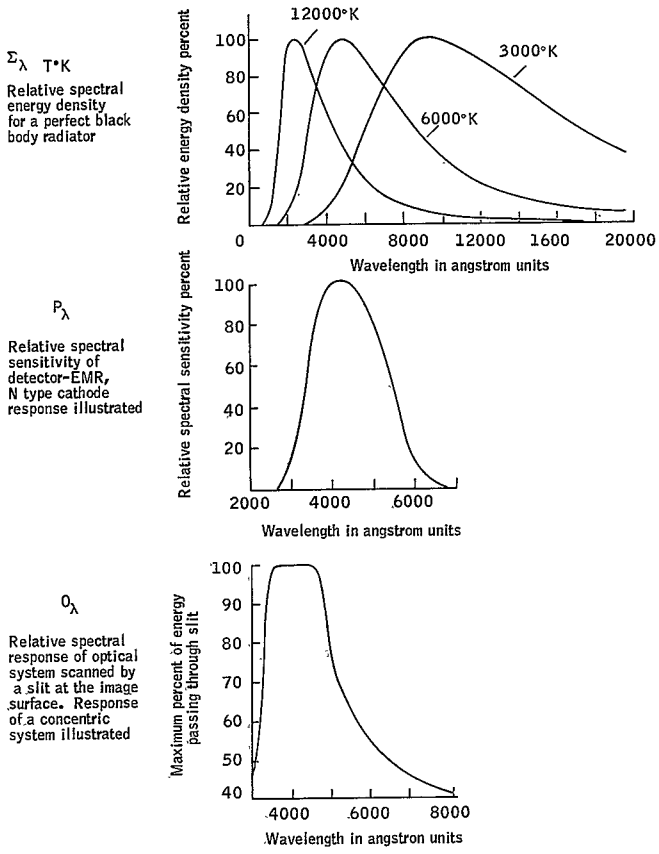 Σλ T°K
Relative spectral
energy density
for a perfect black
body radiator
Relative energy density percent
100
80
60
40
20
12000°K
3000°K
6000°K
0 4000 8000 12000 1600 20000
Wavelength in angstrom units
Pλ
Relative spectral
sensitivity of
detector-EMR,
N type cathode
response illustrated
Relative spectral sensitivity percent
100
80
60
40
20
2000 4000 6000
Wavelength in angstrom units
Oλ
Relative spectral
response of optical
system scanned by
a slit at the image
surface. Response
of a concentric
system illustrated
Maximum percent of energy
passing through slit
100
90
80
70
60
50
40
4000 6000 8000
Wavelength in angstron units